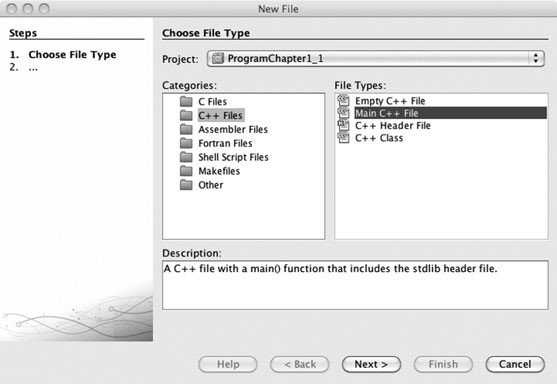 New File
Steps
1. Choose File Type
2. ...
Choose File Type
Project: ProgramChapter1_1
Categories:
C Files
C++ Files
Assembler Files
Fortran Files
Shell Script Files
Makefiles
Other
File Types:
Empty C++ File
Main C++ File
C++ Header File
C++ Class
Description:
A C++ file with a main() function that includes the stdlib header file.
Help < Back Next > Finish Cancel